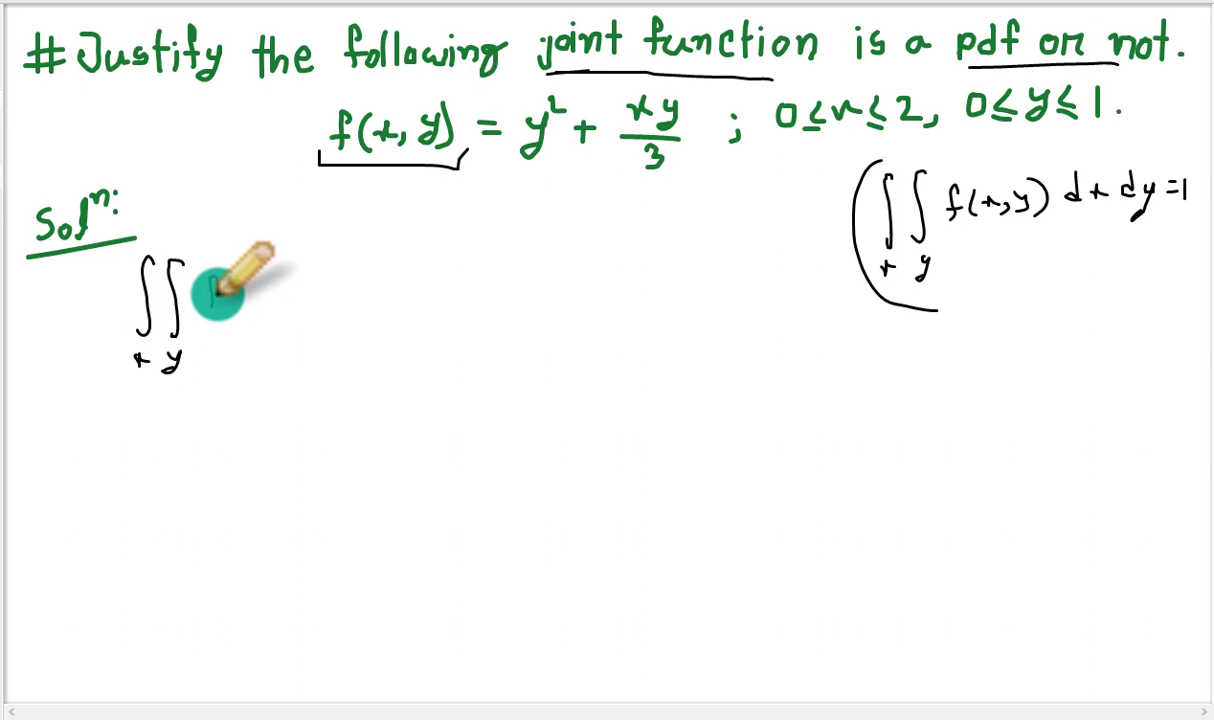 # Justify the following joint function is a pdf or not.
f(x, y) = y² + xy/3 ; 0≤x≤2, 0≤y≤1.
∫x ∫y f(x,y) dx dy =1
Solⁿ:
∫x ∫y